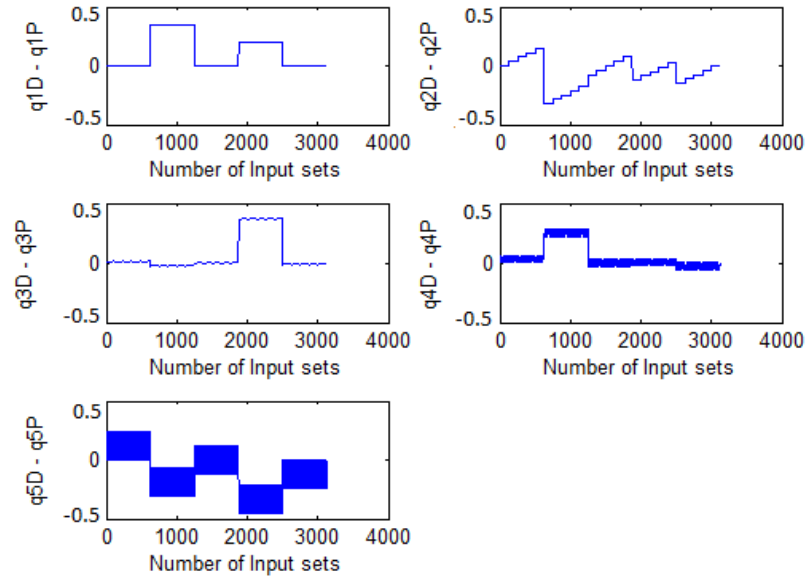 0.5
0
-0.5
q1D - q1P
0 1000 2000 3000 4000
Number of Input sets
0.5
0
-0.5
q2D - q2P
0 1000 2000 3000 4000
Number of Input sets
0.5
0
-0.5
q3D - q3P
0 1000 2000 3000 4000
Number of Input sets
0.5
0
-0.5
q4D - q4P
0 1000 2000 3000 4000
Number of Input sets
0.5
0
-0.5
q5D - q5P
0 1000 2000 3000 4000
Number of Input sets